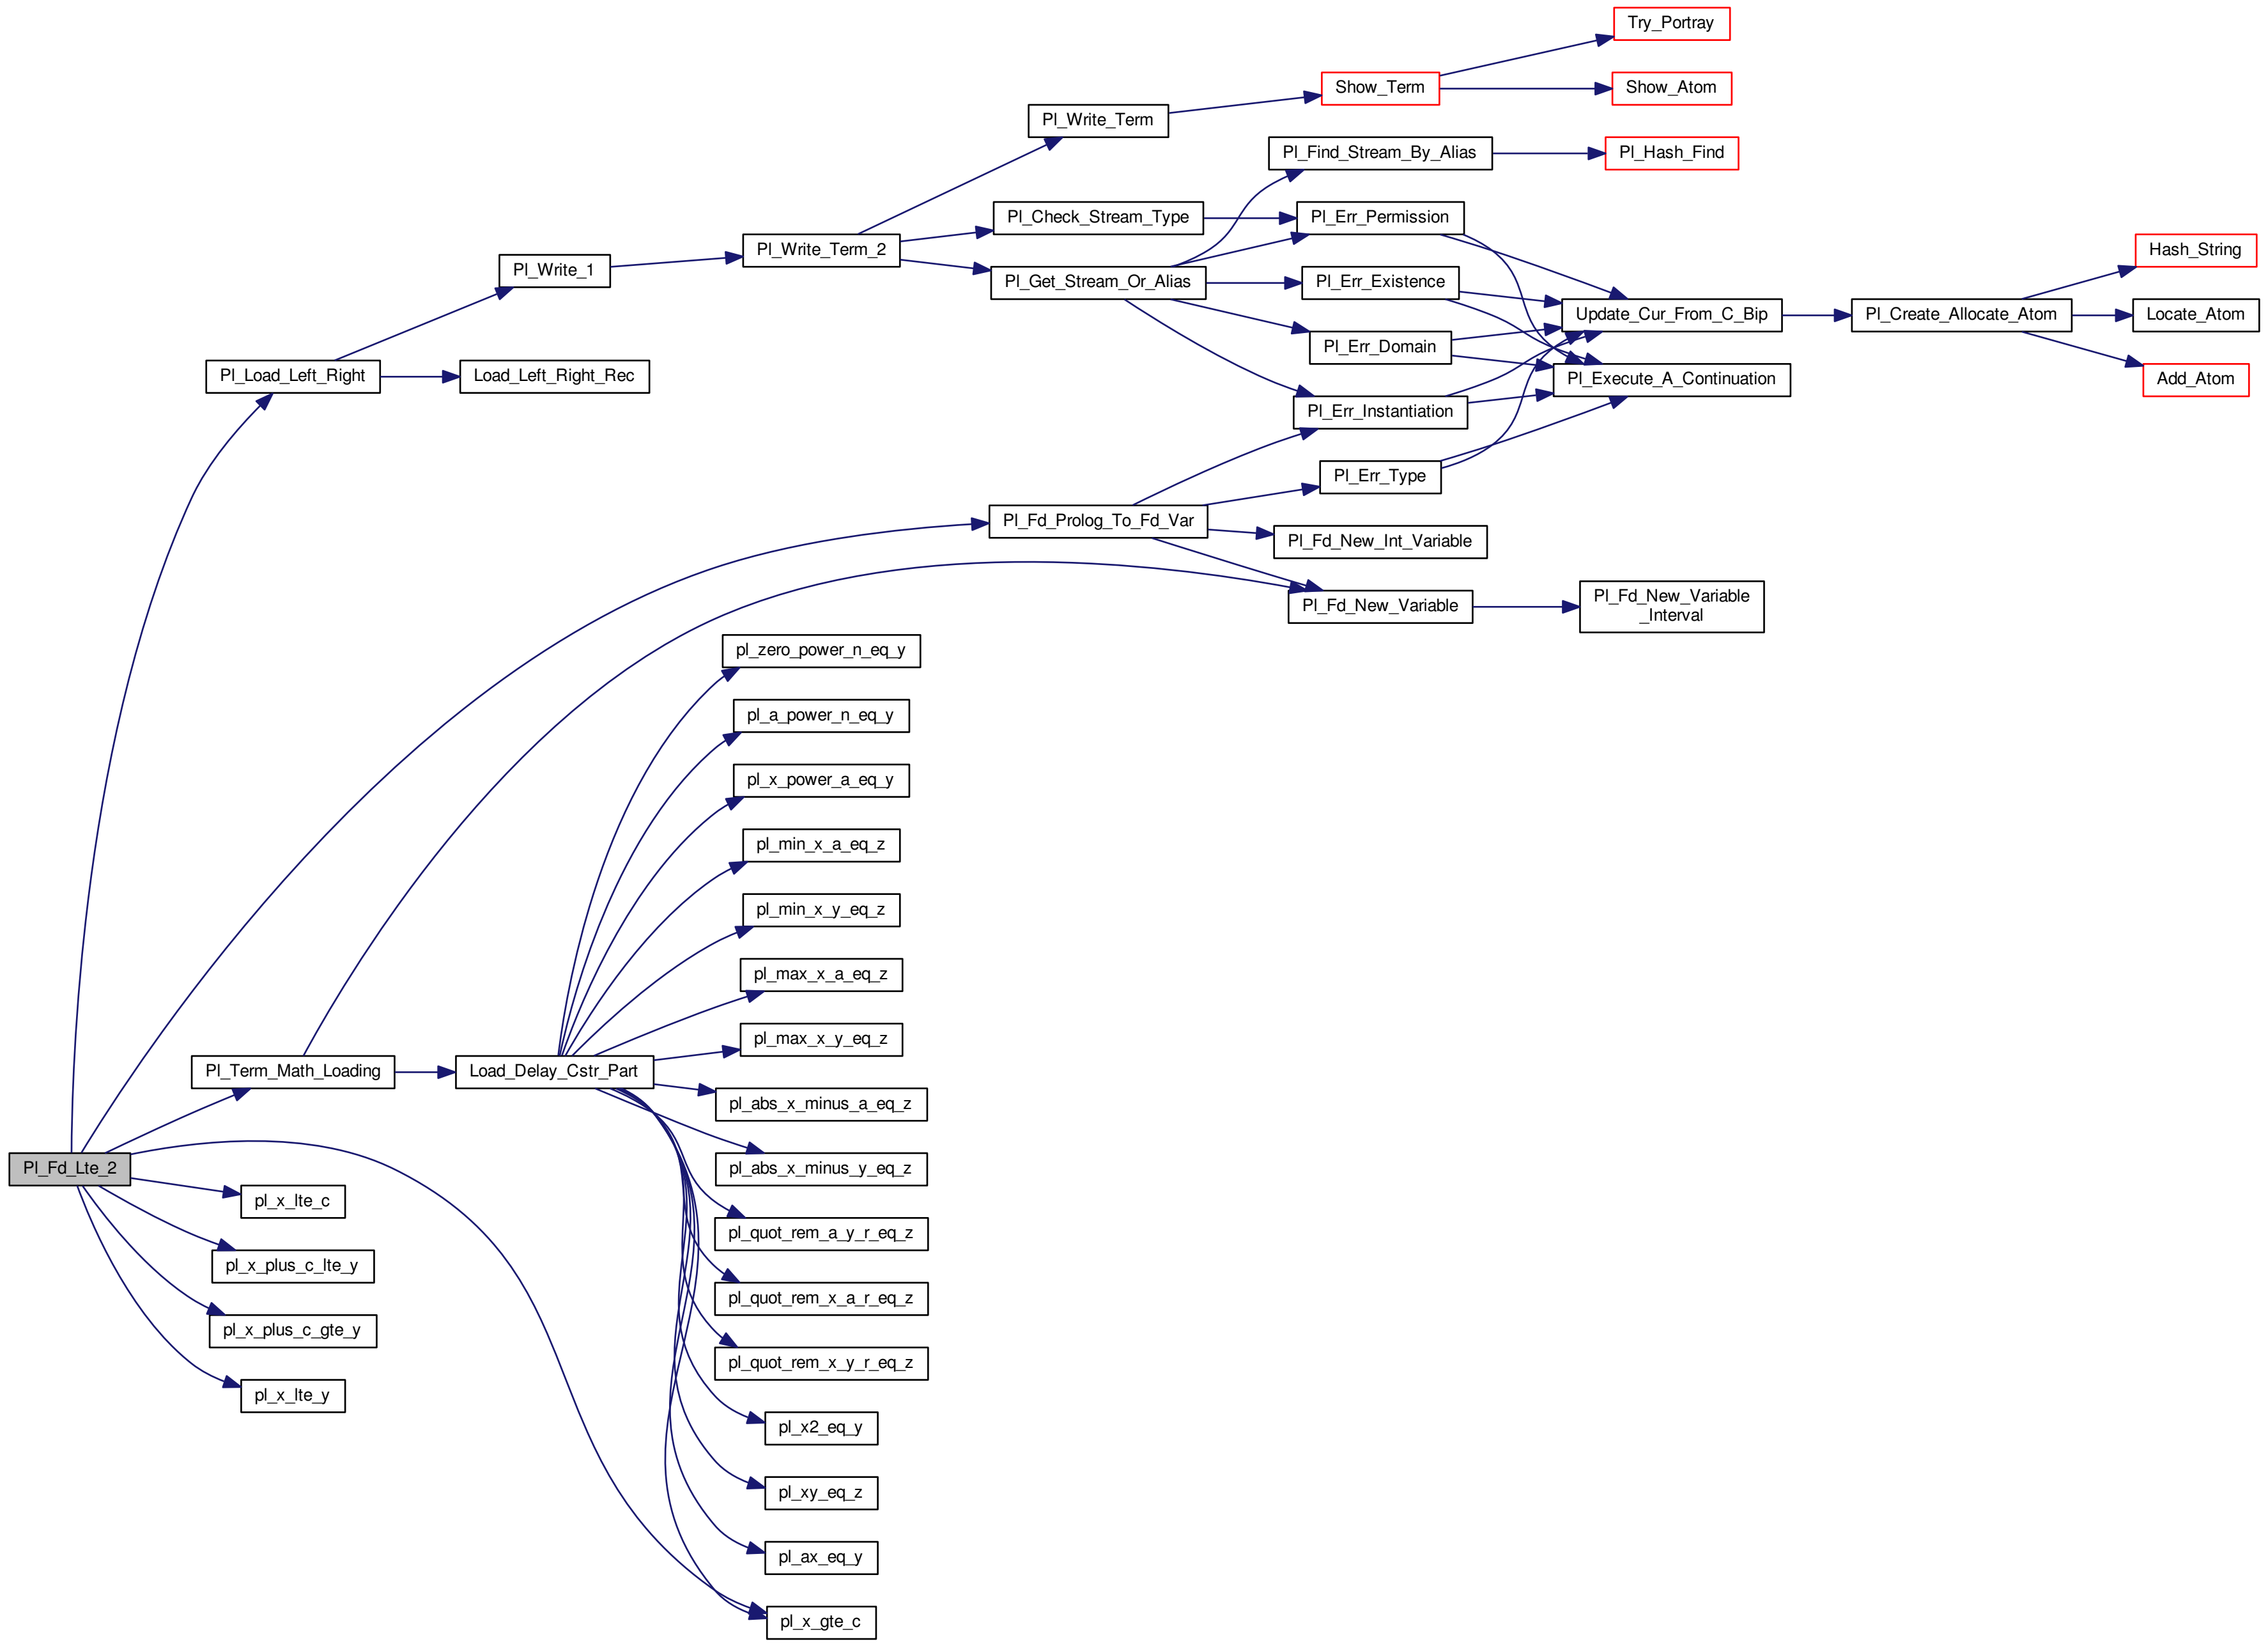 Try_Portray
Show_Term
Show_Atom
Pl_Write_Term
Pl_Find_Stream_By_Alias
Pl_Hash_Find
Pl_Check_Stream_Type
Pl_Err_Permission
Pl_Write_Term_2
Hash_String
Pl_Write_1
Pl_Get_Stream_Or_Alias
Pl_Err_Existence
Update_Cur_From_C_Bip
Pl_Create_Allocate_Atom
Locate_Atom
Pl_Err_Domain
Pl_Load_Left_Right
Load_Left_Right_Rec
Pl_Execute_A_Continuation
Add_Atom
Pl_Err_Instantiation
Pl_Err_Type
Pl_Fd_Prolog_To_Fd_Var
Pl_Fd_New_Int_Variable
Pl_Fd_New_Variable
Pl_Fd_New_Variable
_Interval
pl_zero_power_n_eq_y
pl_a_power_n_eq_y
pl_x_power_a_eq_y
pl_min_x_a_eq_z
pl_min_x_y_eq_z
pl_max_x_a_eq_z
pl_max_x_y_eq_z
Pl_Term_Math_Loading
Load_Delay_Cstr_Part
pl_abs_x_minus_a_eq_z
Pl_Fd_Lte_2
pl_abs_x_minus_y_eq_z
pl_x_lte_c
pl_quot_rem_a_y_r_eq_z
pl_x_plus_c_lte_y
pl_quot_rem_x_a_r_eq_z
pl_x_plus_c_gte_y
pl_quot_rem_x_y_r_eq_z
pl_x_lte_y
pl_x2_eq_y
pl_xy_eq_z
pl_ax_eq_y
pl_x_gte_c